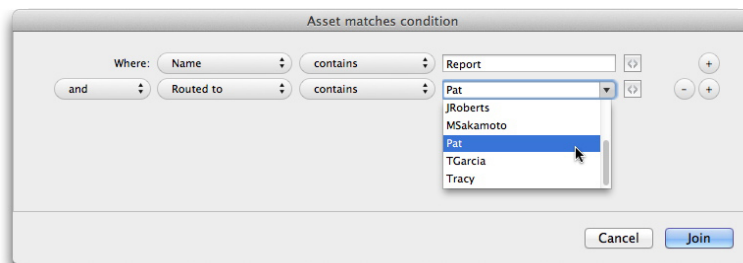 Asset matches condition
Where: Name contains Report <> +
and Routed to contains Pat <> - +
JRoberts
MSakamoto
Pat
TGarcia
Tracy
Cancel Join